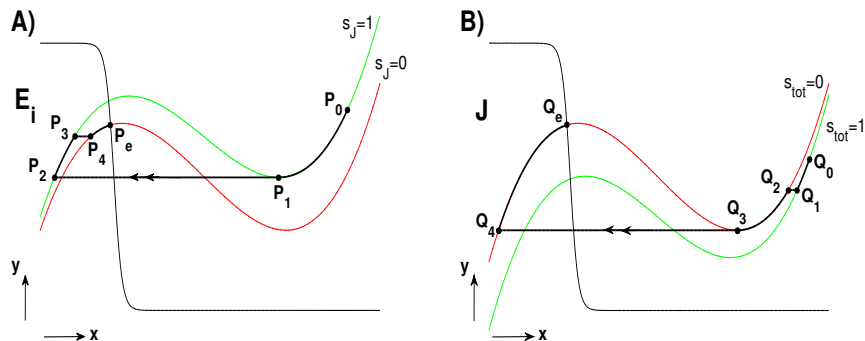 A)
B)
s_J=1
s_J=0
E_i
P_0
P_3
P_4
P_e
P_2
P_1
y
x
s_tot=0
s_tot=1
J
Q_e
Q_0
Q_2
Q_1
Q_3
Q_4
y
x